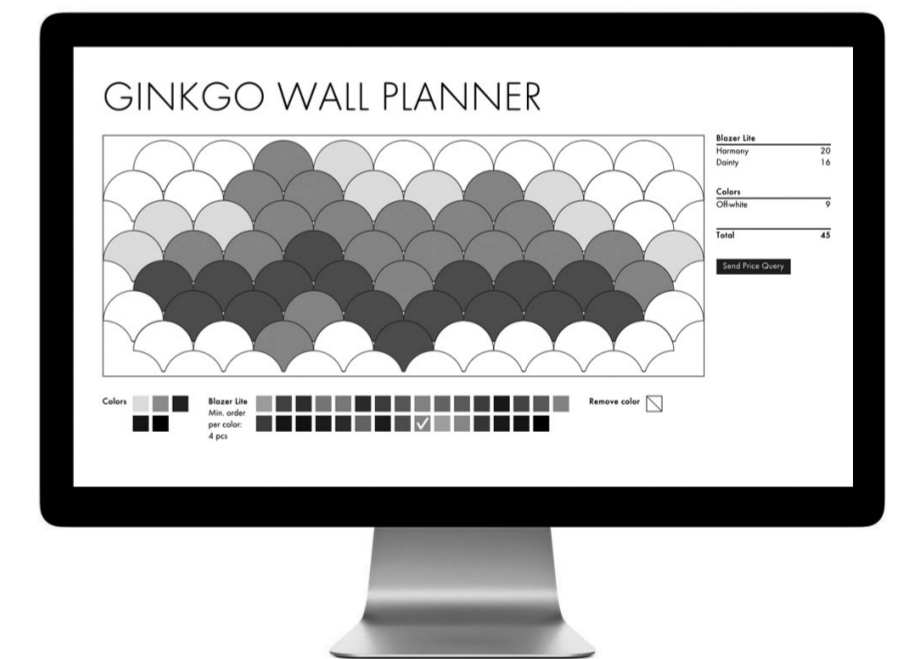 GINKGO WALL PLANNER
Blazer Lite
Harmony 20
Dainty 16
Colors
Off-white 9
Total 45
Send Price Query
Colors
Blazer Lite
Min. order
per color:
4 pcs
Remove color